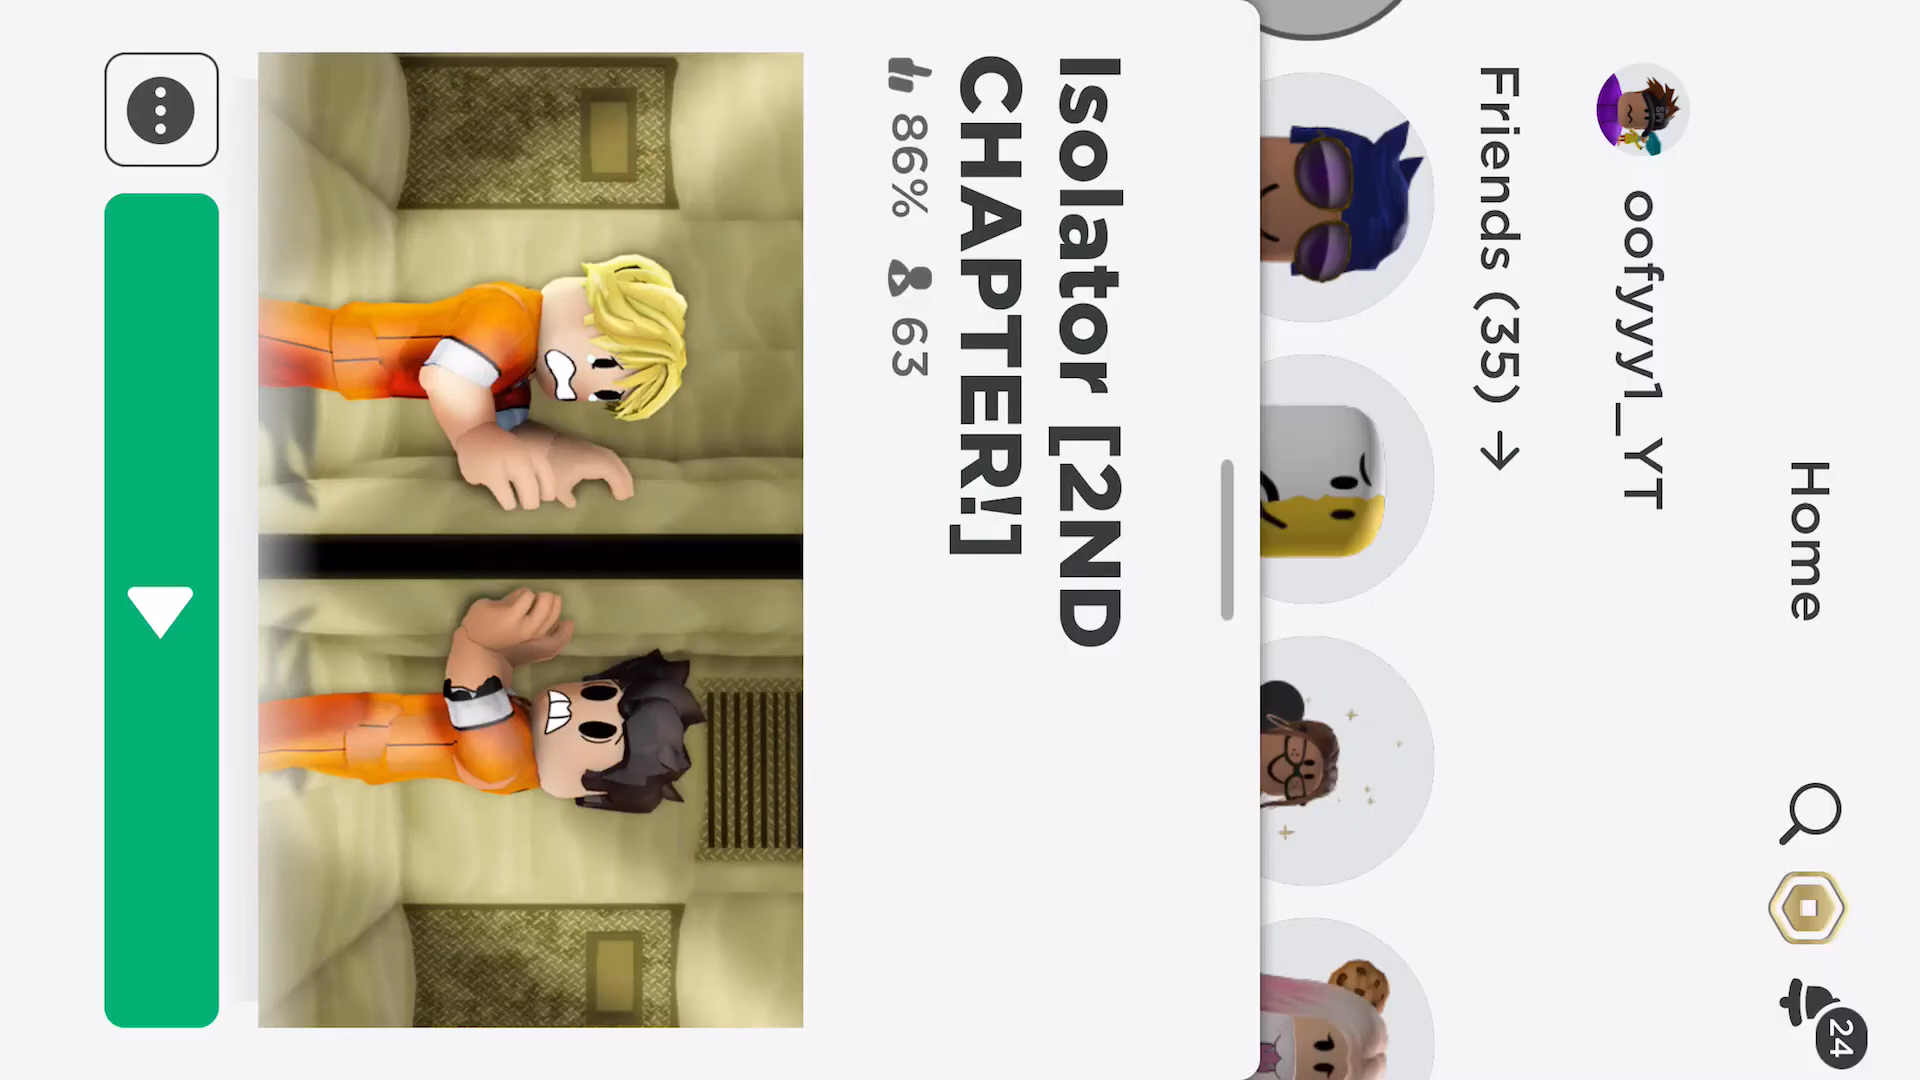 Home
24
oofyyy1_YT
Friends (35) →
Isolator [2ND
CHAPTER!]
86% 63